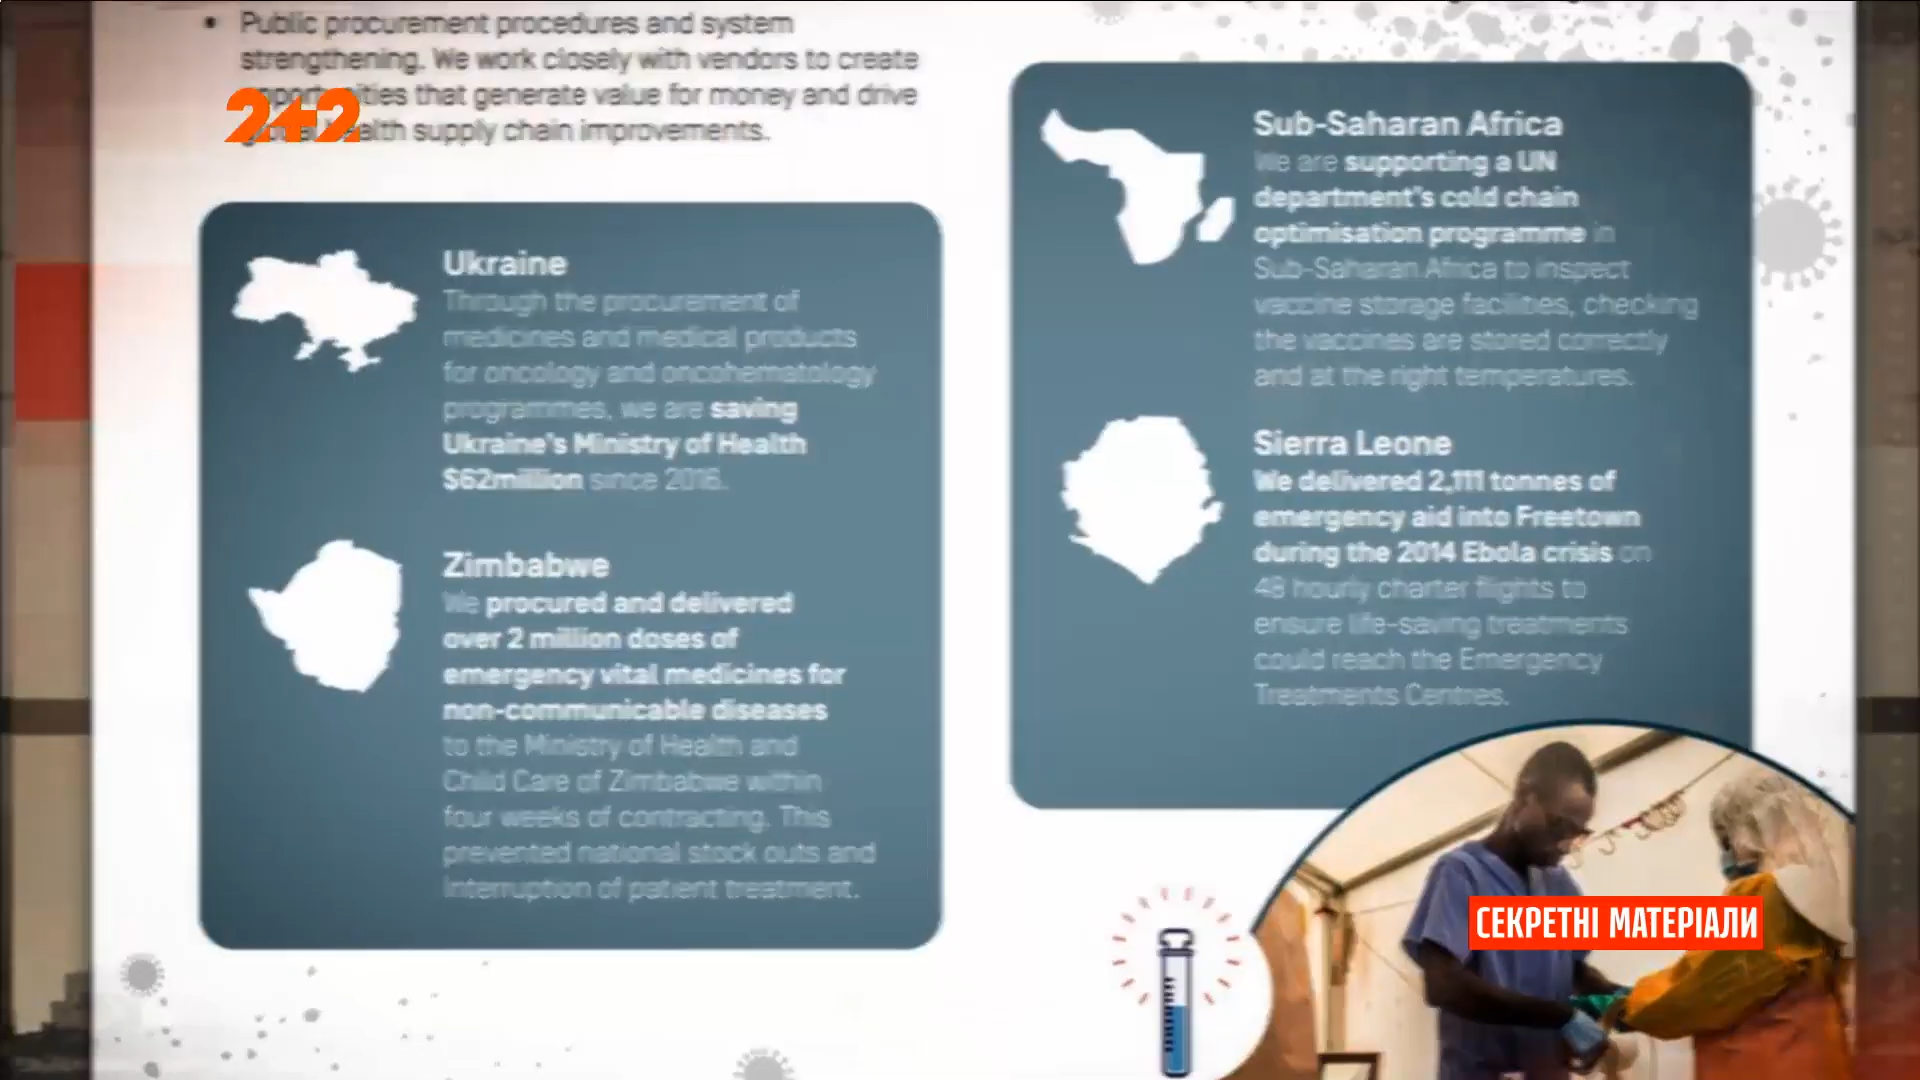 • Public procurement procedures and system
strengthening. We work closely with vendors to create
opportunities that generate value for money and drive
health supply chain improvements.
2+2
Ukraine
Through the procurement of
medicines and medical products
for oncology and oncohematology
programmes, we are saving
Ukraine's Ministry of Health
$62million since 2016.
Zimbabwe
We procured and delivered
over 2 million doses of
emergency vital medicines for
non-communicable diseases
to the Ministry of Health and
Child Care of Zimbabwe within
four weeks of contracting. This
prevented national stock outs and
interruption of patient treatment.
Sub-Saharan Africa
We are supporting a UN
department's cold chain
optimisation programme in
Sub-Saharan Africa to inspect
vaccine storage facilities, checking
the vaccines are stored correctly
and at the right temperatures.
Sierra Leone
We delivered 2,111 tonnes of
emergency aid into Freetown
during the 2014 Ebola crisis on
48 hourly charter flights to
ensure life-saving treatments
could reach the Emergency
Treatments Centres.
СЕКРЕТНІ МАТЕРІАЛИ